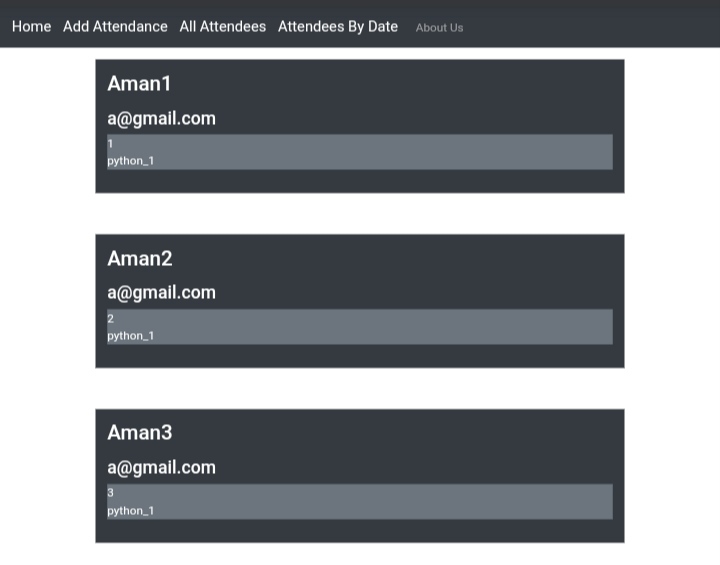 Home Add Attendance All Attendees Attendees By Date About Us
Aman1
a@gmail.com
1
python_1
Aman2
a@gmail.com
2
python_1
Aman3
a@gmail.com
3
python_1